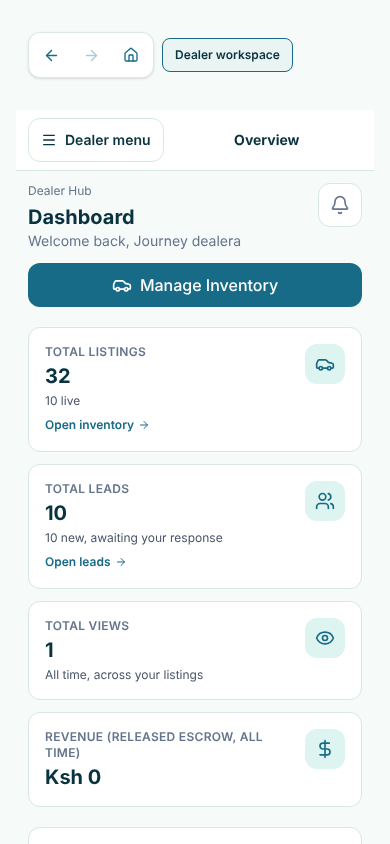 Dealer workspace
Dealer menu
Overview
Dealer Hub
Dashboard
Welcome back, Journey dealera
Manage Inventory
TOTAL LISTINGS
32
10 live
Open inventory →
TOTAL LEADS
10
10 new, awaiting your response
Open leads →
TOTAL VIEWS
1
All time, across your listings
REVENUE (RELEASED ESCROW, ALL
TIME)
Ksh 0